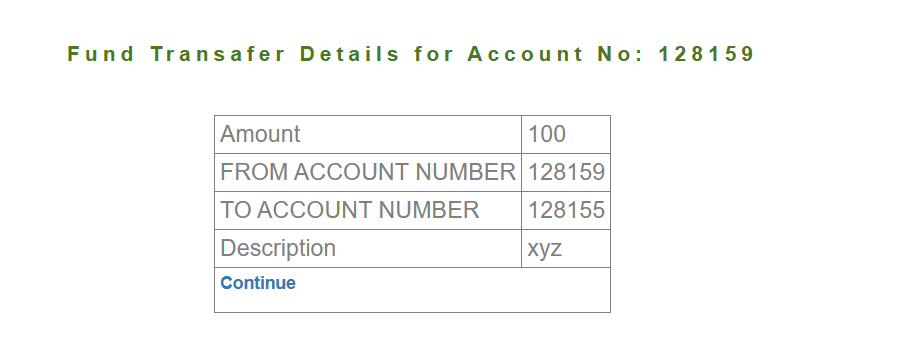 Fund Transafer Details for Account No: 128159
Amount 100
FROM ACCOUNT NUMBER 128159
TO ACCOUNT NUMBER 128155
Description xyz
Continue